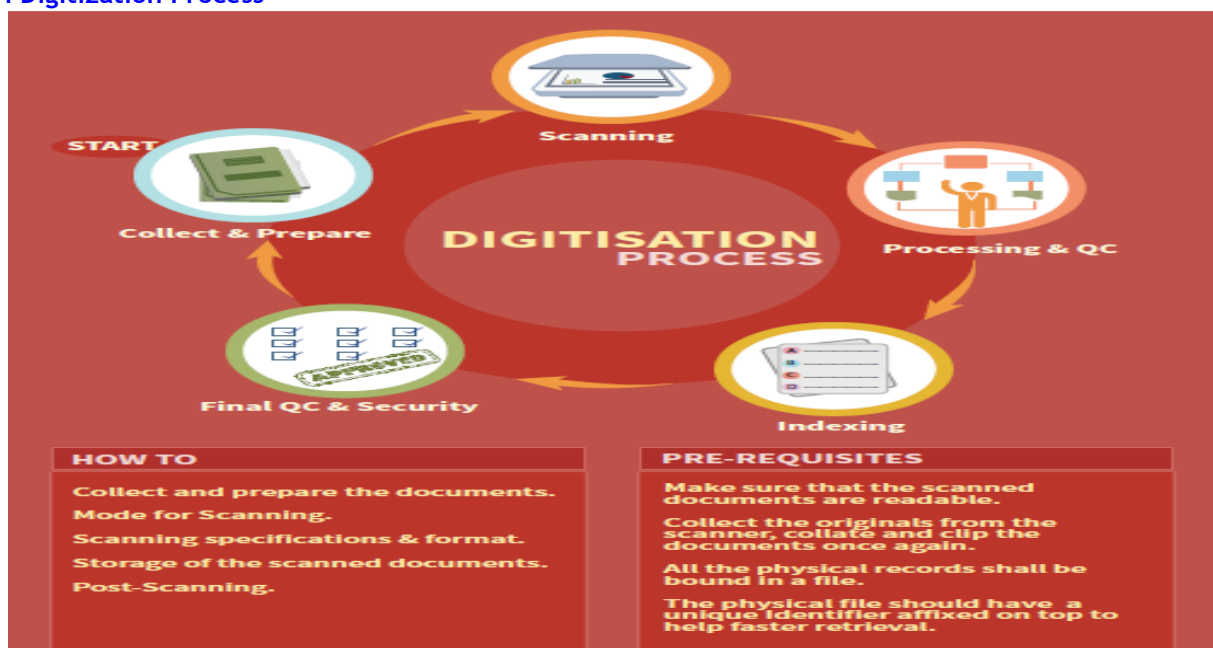 Digitization Process
Scanning
START
Collect & Prepare
DIGITISATION
PROCESS
Processing & QC
APPROVED
Final QC & Security
A
B
C
D
Indexing
HOW TO
Collect and prepare the documents.
Mode for Scanning.
Scanning specifications & format.
Storage of the scanned documents.
Post-Scanning.
PRE-REQUISITES
Make sure that the scanned
documents are readable.
Collect the originals from the
scanner, collate and clip the
documents once again.
All the physical records shall be
bound in a file.
The physical file should have a
unique Identifier affixed on top to
help faster retrieval.